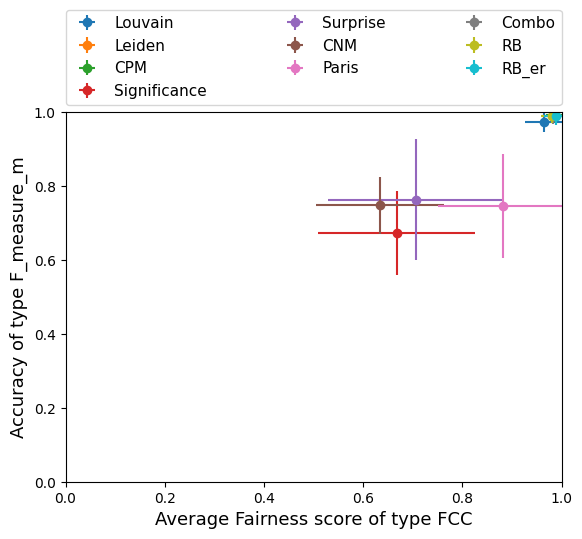 Louvain
Leiden
CPM
Significance
Surprise
CNM
Paris
Combo
RB
RB_er
1.0
0.8
0.6
0.4
0.2
0.0
Accuracy of type F_measure_m
0.0 0.2 0.4 0.6 0.8 1.0
Average Fairness score of type FCC